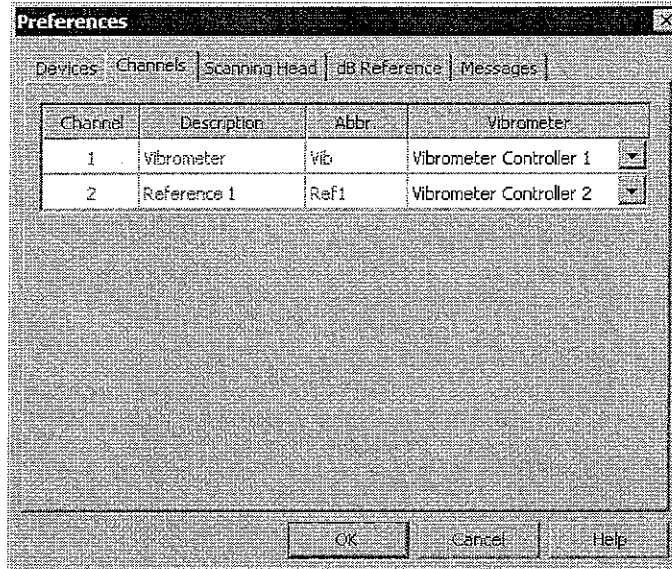 Preferences
Devices Channels Scanning Head dB Reference Messages
Channel Description Abbr. Vibrometer
1 Vibrometer Vib Vibrometer Controller 1
2 Reference 1 Ref1 Vibrometer Controller 2
OK Cancel Help